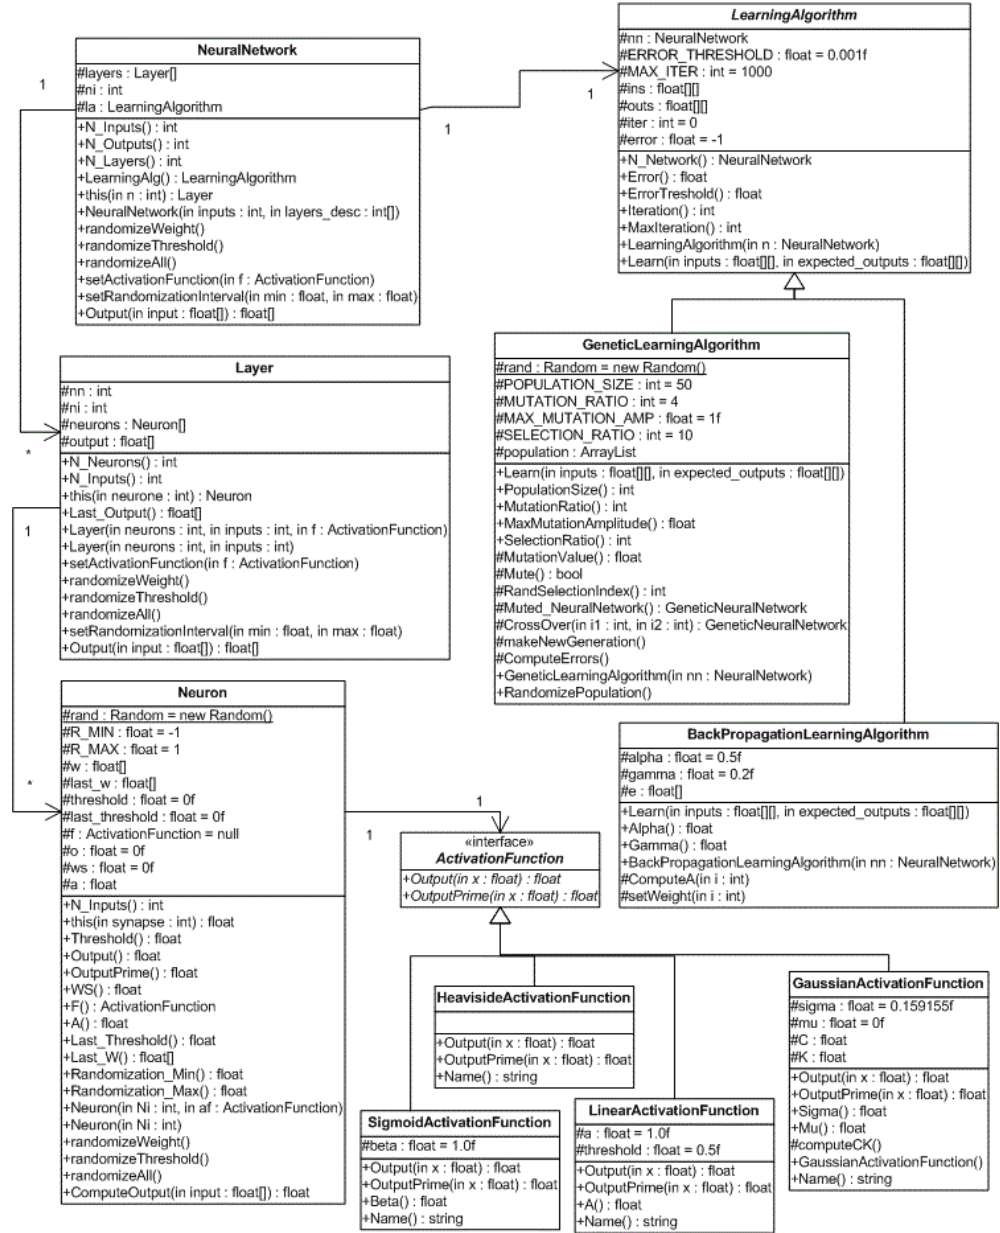 NeuralNetwork
#layers : Layer[]
#ni : int
#la : LearningAlgorithm
+N_Inputs() : int
+N_Outputs() : int
+N_Layers() : int
+LearningAlg() : LearningAlgorithm
+this(in n : int) : Layer
+NeuralNetwork(in inputs : int, in layers_desc : int[])
+randomizeWeight()
+randomizeThreshold()
+randomizeAll()
+setActivationFunction(in f : ActivationFunction)
+setRandomizationInterval(in min : float, in max : float)
+Output(in input : float[]) : float[]
1
*
1
1
LearningAlgorithm
#nn : NeuralNetwork
#ERROR_THRESHOLD : float = 0.001f
#MAX_ITER : int = 1000
#ins : float[][]
#outs : float[][]
#iter : int = 0
#error : float = -1
+N_Network() : NeuralNetwork
+Error() : float
+ErrorTreshold() : float
+Iteration() : int
+MaxIteration() : int
+LearningAlgorithm(in n : NeuralNetwork)
+Learn(in inputs : float[][], in expected_outputs : float[][])
Layer
#nn : int
#ni : int
#neurons : Neuron[]
#output : float[]
+N_Neurons() : int
+N_Inputs() : int
+this(in neurone : int) : Neuron
+Last_Output() : float[]
+Layer(in neurons : int, in inputs : int, in f : ActivationFunction)
+Layer(in neurons : int, in inputs : int)
+setActivationFunction(in f : ActivationFunction)
+randomizeWeight()
+randomizeThreshold()
+randomizeAll()
+setRandomizationInterval(in min : float, in max : float)
+Output(in input : float[]) : float[]
1
*
GeneticLearningAlgorithm
#rand : Random = new Random()
#POPULATION_SIZE : int = 50
#MUTATION_RATIO : int = 4
#MAX_MUTATION_AMP : float = 1f
#SELECTION_RATIO : int = 10
#population : ArrayList
+Learn(in inputs : float[][], in expected_outputs : float[][])
+PopulationSize() : int
+MutationRatio() : int
+MaxMutationAmplitude() : float
+SelectionRatio() : int
#MutationValue() : float
#Mute() : bool
#RandSelectionIndex() : int
#Muted_NeuralNetwork() : GeneticNeuralNetwork
#CrossOver(in i1 : int, in i2 : int) : GeneticNeuralNetwork
#makeNewGeneration()
#ComputeErrors()
+GeneticLearningAlgorithm(in nn : NeuralNetwork)
+RandomizePopulation()
Neuron
#rand : Random = new Random()
#R_MIN : float = -1
#R_MAX : float = 1
#w : float[]
#last_w : float[]
#threshold : float = 0f
#last_threshold : float = 0f
#f : ActivationFunction = null
#o : float = 0f
#ws : float = 0f
#a : float
+N_Inputs() : int
+this(in synapse : int) : float
+Threshold() : float
+Output() : float
+OutputPrime() : float
+WS() : float
+F() : ActivationFunction
+A() : float
+Last_Threshold() : float
+Last_W() : float[]
+Randomization_Min() : float
+Randomization_Max() : float
+Neuron(in Ni : int, in af : ActivationFunction)
+Neuron(in Ni : int)
+randomizeWeight()
+randomizeThreshold()
+randomizeAll()
+ComputeOutput(in input : float[]) : float
1
1
«interface»
ActivationFunction
+Output(in x : float) : float
+OutputPrime(in x : float) : float
BackPropagationLearningAlgorithm
#alpha : float = 0.5f
#gamma : float = 0.2f
#e : float[]
+Learn(in inputs : float[][], in expected_outputs : float[][])
+Alpha() : float
+Gamma() : float
+BackPropagationLearningAlgorithm(in nn : NeuralNetwork)
#ComputeA(in i : int)
#setWeight(in i : int)
HeavisideActivationFunction
+Output(in x : float) : float
+OutputPrime(in x : float) : float
+Name() : string
GaussianActivationFunction
#sigma : float = 0.159155f
#mu : float = 0f
#C : float
#K : float
+Output(in x : float) : float
+OutputPrime(in x : float) : float
+Sigma() : float
+Mu() : float
#computeCK()
+GaussianActivationFunction()
+Name() : string
SigmoidActivationFunction
#beta : float = 1.0f
+Output(in x : float) : float
+OutputPrime(in x : float) : float
+Beta() : float
+Name() : string
LinearActivationFunction
#a : float = 1.0f
#threshold : float = 0.5f
+Output(in x : float) : float
+OutputPrime(in x : float) : float
+A() : float
+Name() : string